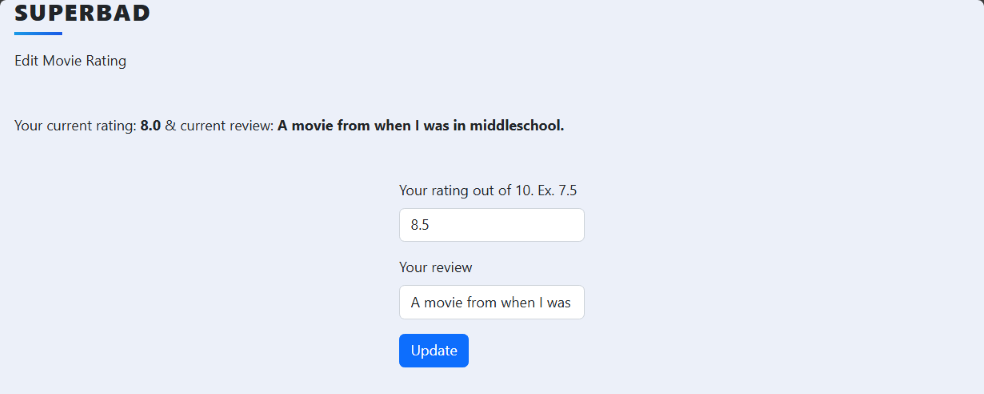 SUPERBAD
Edit Movie Rating
Your current rating: 8.0 & current review: A movie from when I was in middleschool.
Your rating out of 10. Ex. 7.5
8.5
Your review
A movie from when I was
Update